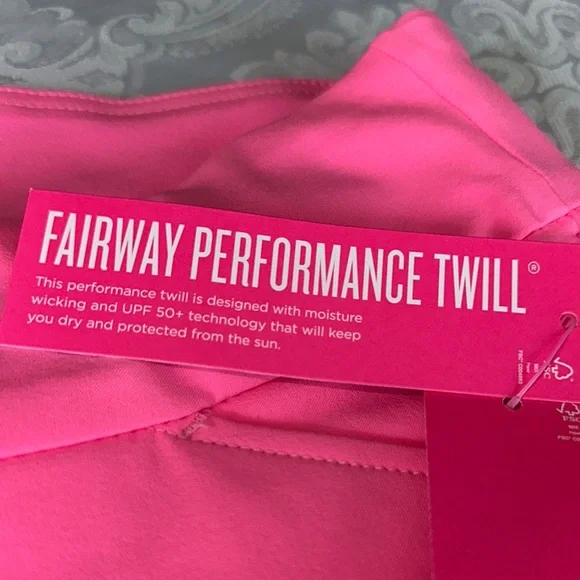 FAIRWAY PERFORMANCE TWILL®
This performance twill is designed with moisture
wicking and UPF 50+ technology that will keep
you dry and protected from the sun.